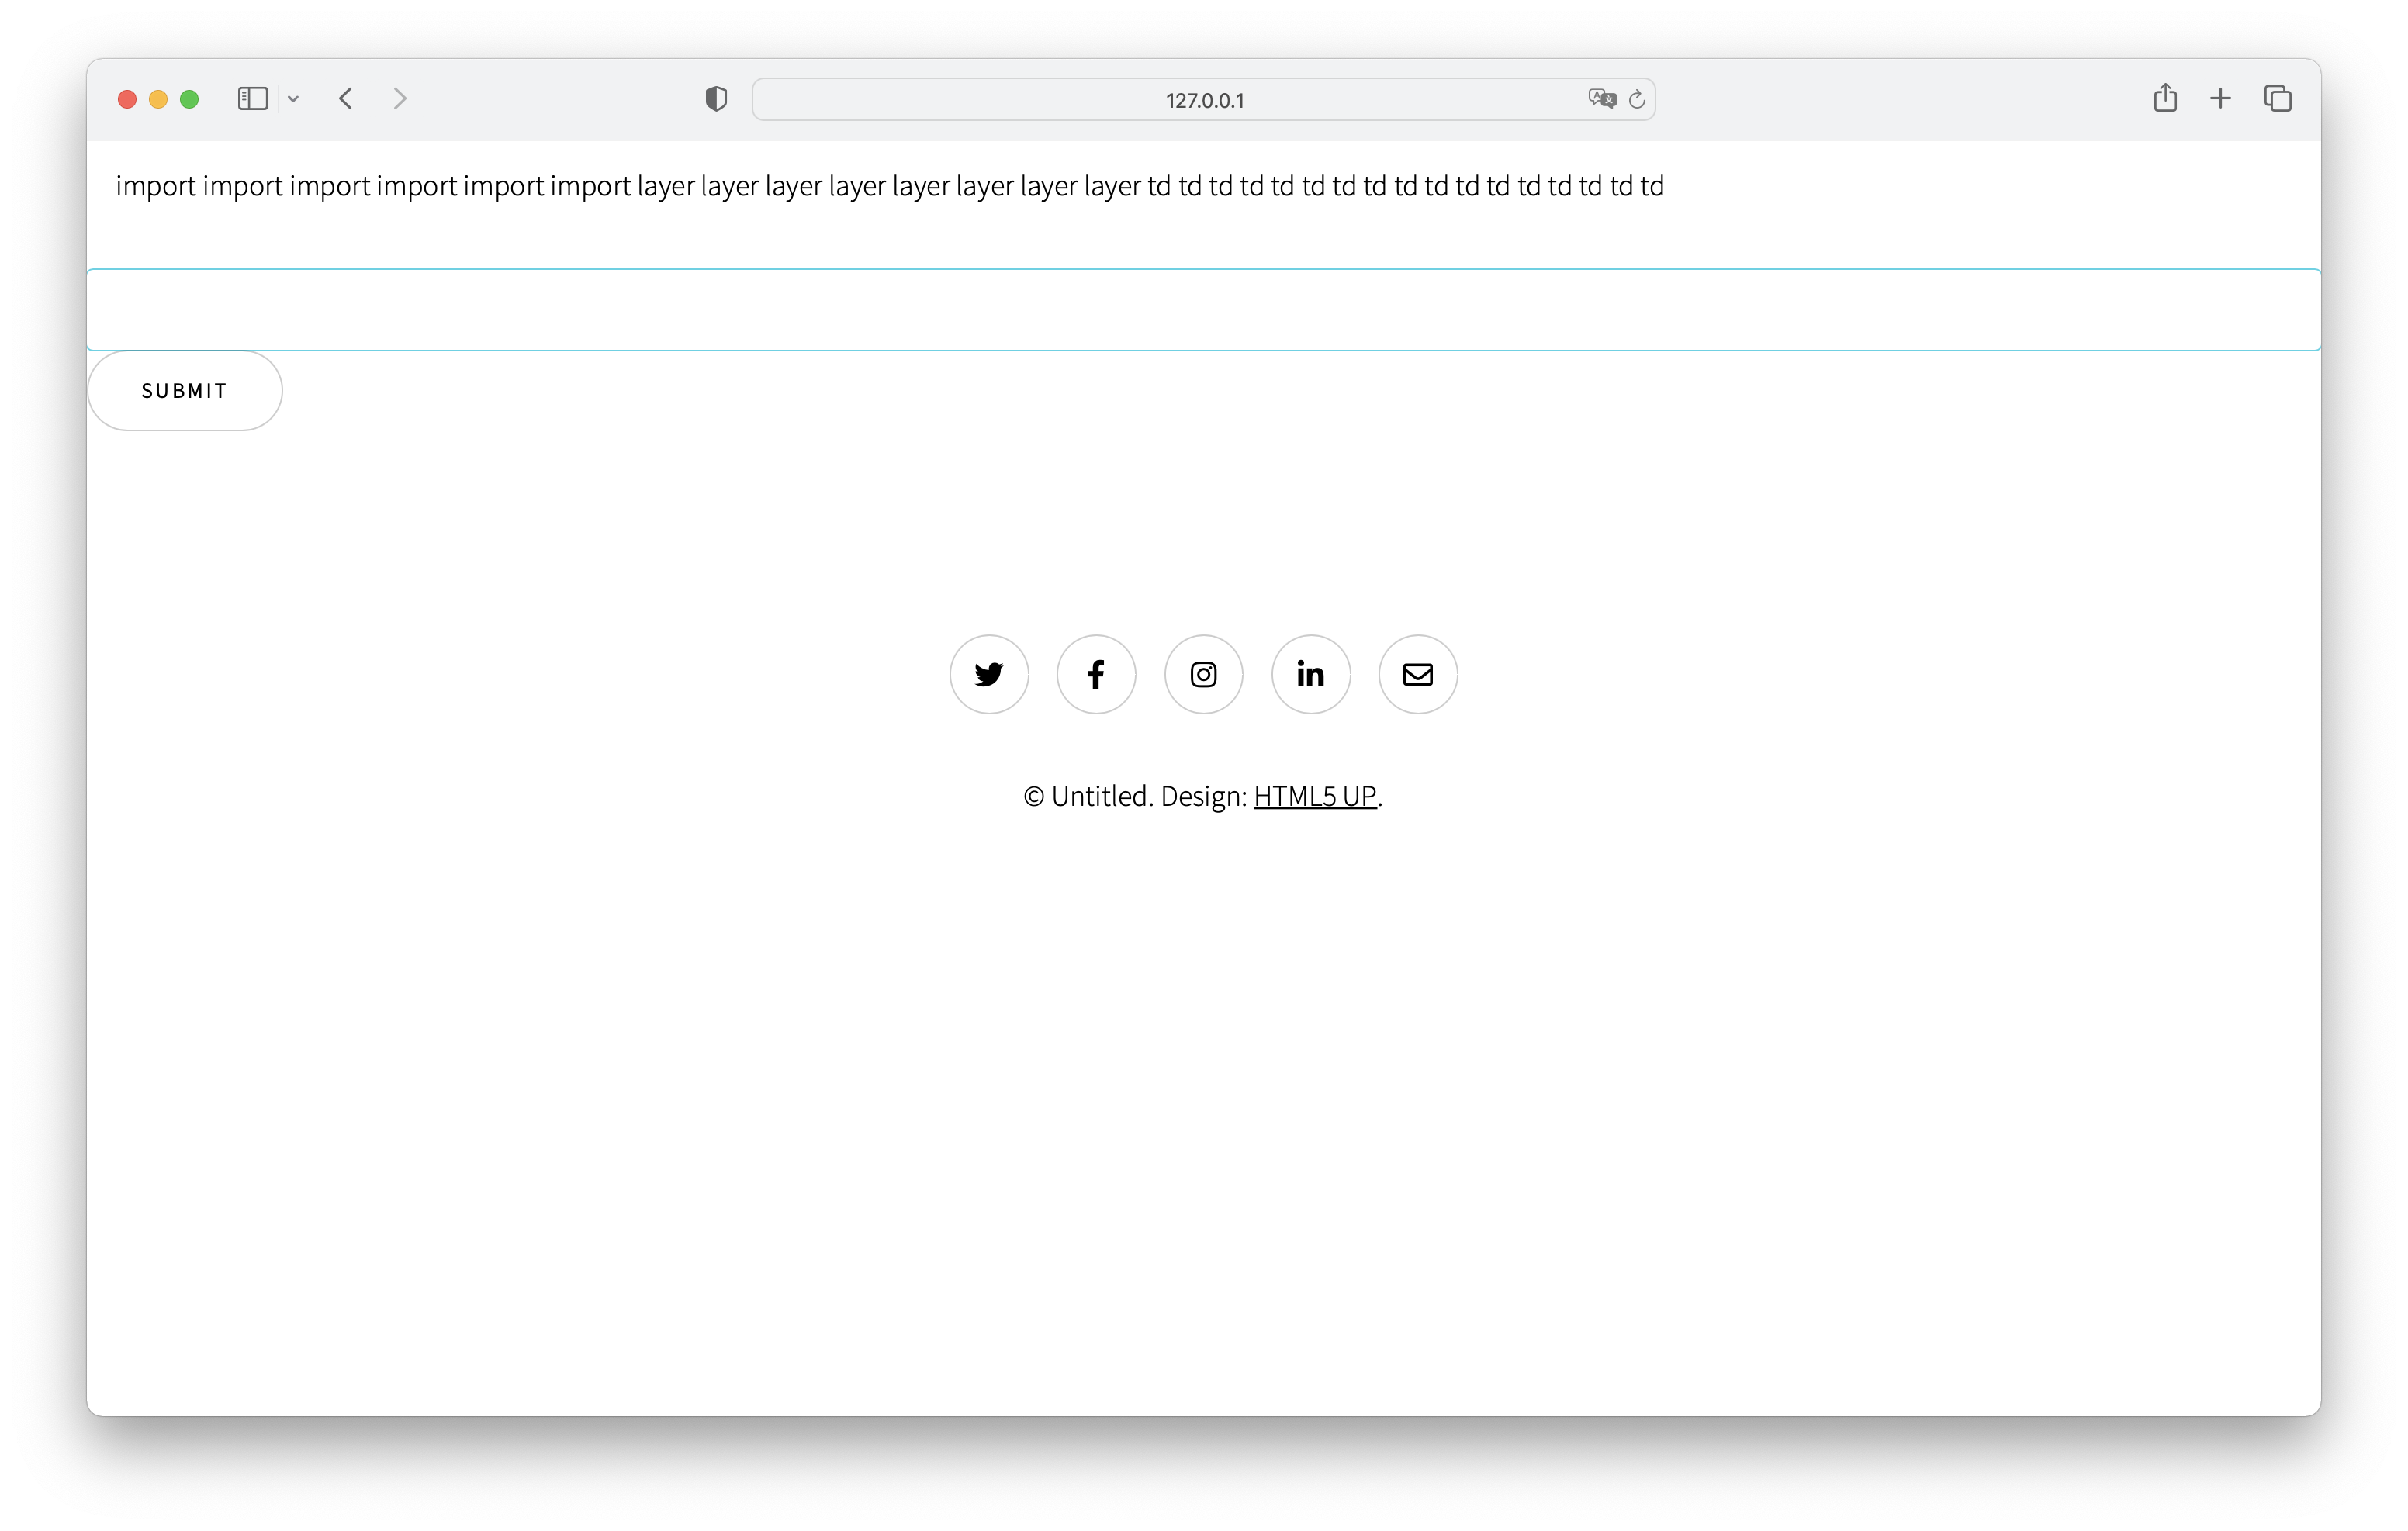 127.0.0.1
import import import import import import layer layer layer layer layer layer layer layer td td td td td td td td td td td td td td td td td
SUBMIT
© Untitled. Design: HTML5 UP.